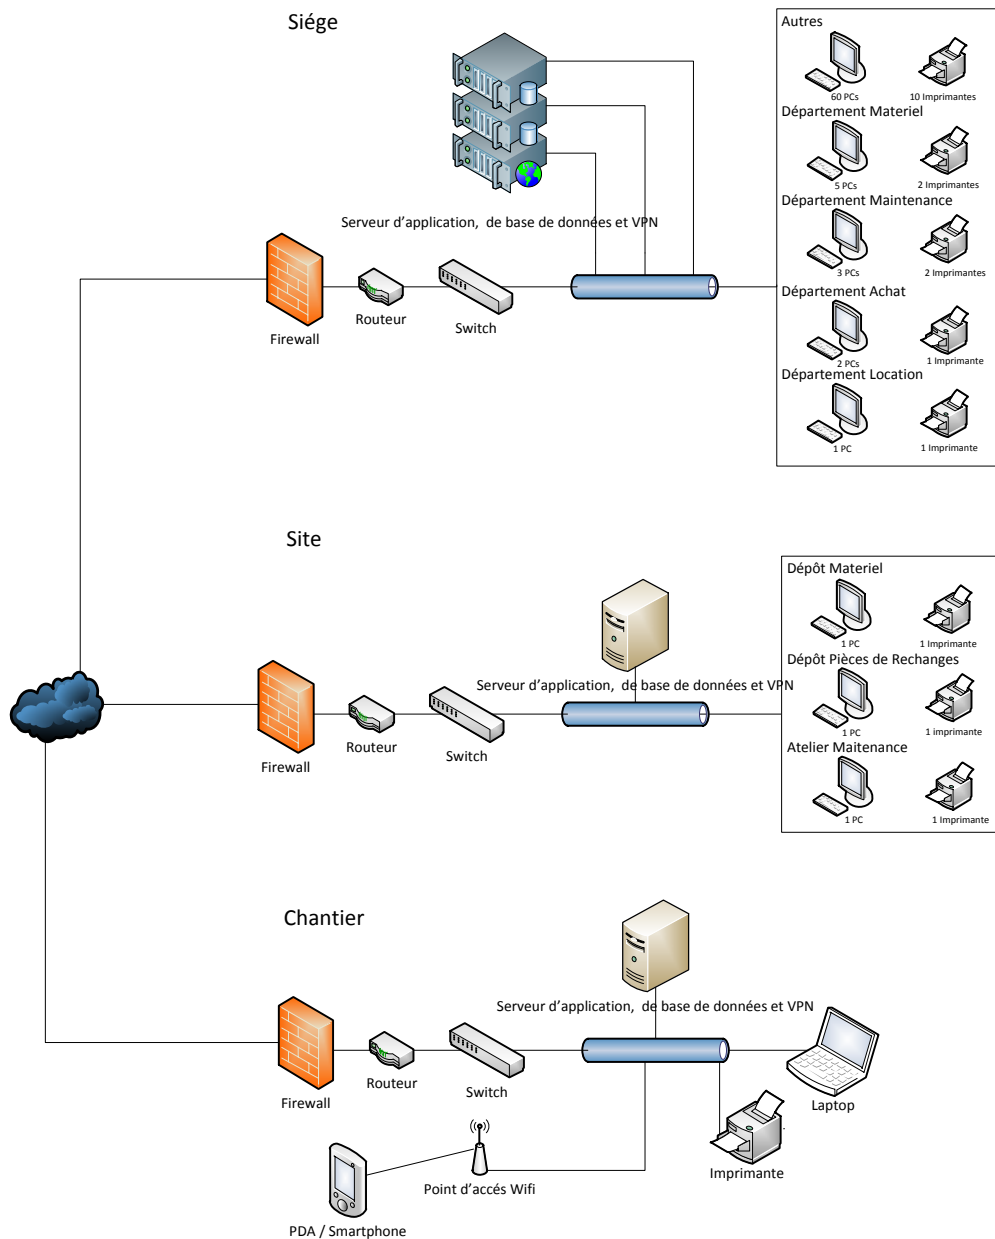 Siége
Autres
60 PCs
10 Imprimantes
Département Materiel
5 PCs
2 Imprimantes
Département Maintenance
3 PCs
2 Imprimantes
Département Achat
2 PCs
1 Imprimante
Département Location
1 PC
1 Imprimante
Serveur d'application, de base de données et VPN
Firewall
Routeur
Switch
Site
Dépôt Materiel
1 PC
1 Imprimante
Dépôt Pièces de Rechanges
1 PC
1 imprimante
Atelier Maitenance
1 PC
1 Imprimante
Serveur d'application, de base de données et VPN
Firewall
Routeur
Switch
Chantier
Serveur d'application, de base de données et VPN
Firewall
Routeur
Switch
Laptop
Imprimante
Point d'accés Wifi
PDA / Smartphone